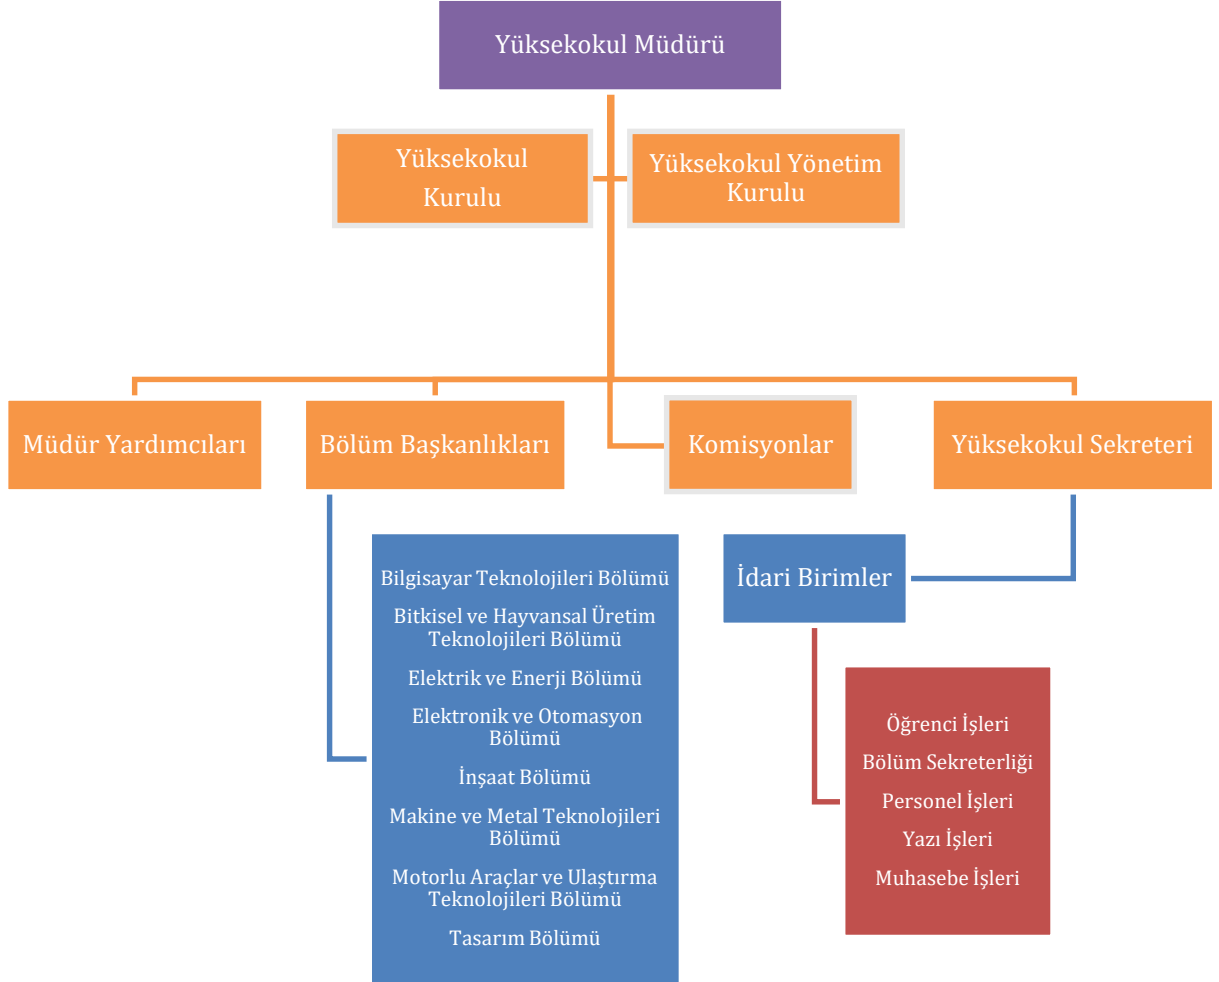 Yüksekokul Müdürü
Yüksekokul
Kurulu
Yüksekokul Yönetim
Kurulu
Müdür Yardımcıları
Bölüm Başkanlıkları
Komisyonlar
Yüksekokul Sekreteri
Bilgisayar Teknolojileri Bölümü
Bitkisel ve Hayvansal Üretim
Teknolojileri Bölümü
Elektrik ve Enerji Bölümü
Elektronik ve Otomasyon
Bölümü
İnşaat Bölümü
Makine ve Metal Teknolojileri
Bölümü
Motorlu Araçlar ve Ulaştırma
Teknolojileri Bölümü
Tasarım Bölümü
İdari Birimler
Öğrenci İşleri
Bölüm Sekreterliği
Personel İşleri
Yazı İşleri
Muhasebe İşleri